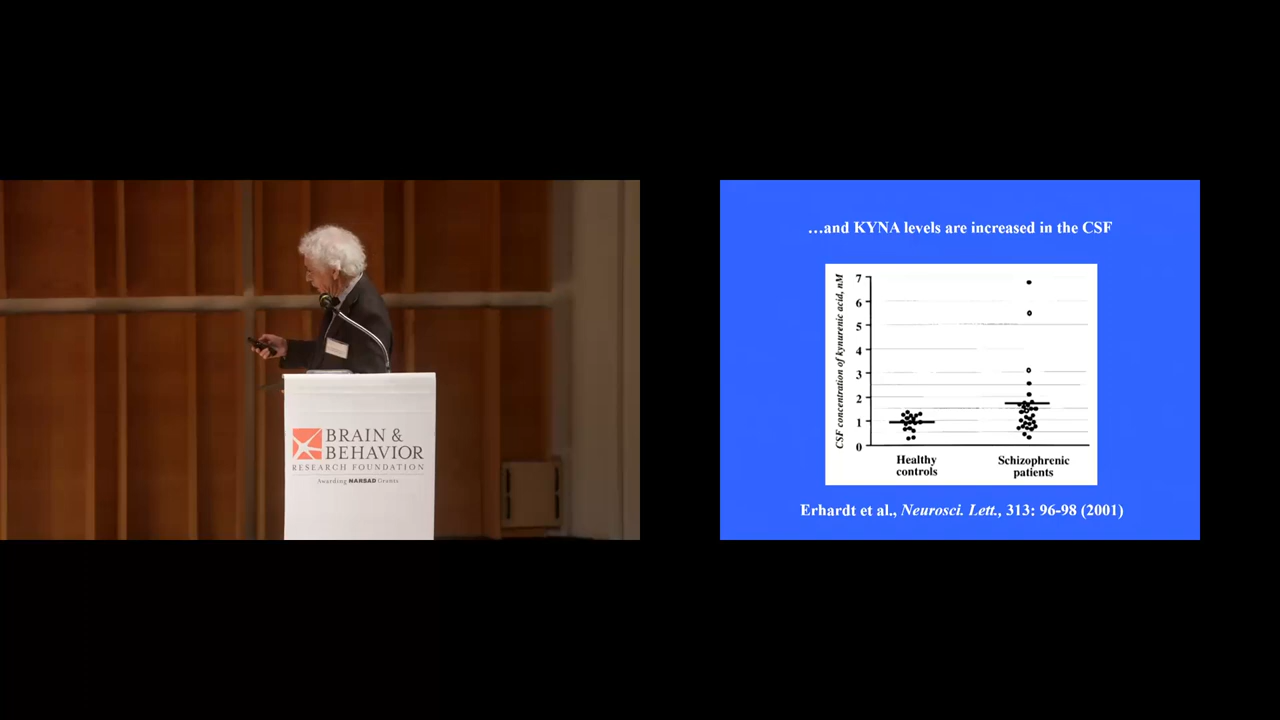 BRAIN &
BEHAVIOR
RESEARCH FOUNDATION
Awarding NARSAD Grants
…and KYNA levels are increased in the CSF
CSF concentration of kynurenic acid, nM
7
6
5
4
3
2
1
0
Healthy
controls
Schizophrenic
patients
Erhardt et al., Neurosci. Lett., 313: 96-98 (2001)